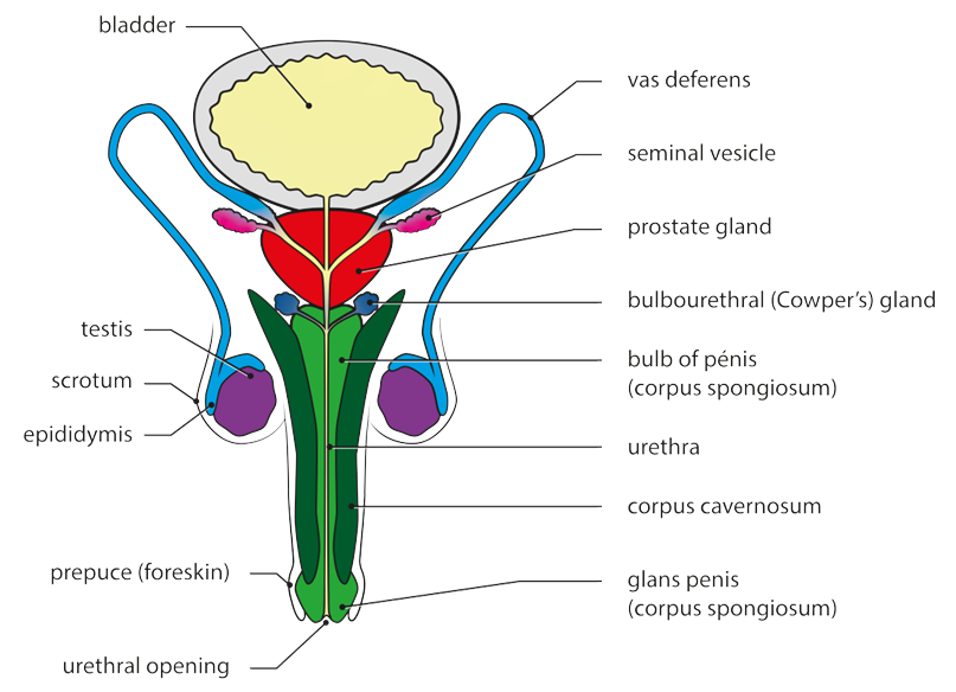 bladder
vas deferens
seminal vesicle
prostate gland
bulbourethral (Cowper’s) gland
testis
bulb of pénis
(corpus spongiosum)
scrotum
epididymis
urethra
corpus cavernosum
prepuce (foreskin)
glans penis
(corpus spongiosum)
urethral opening